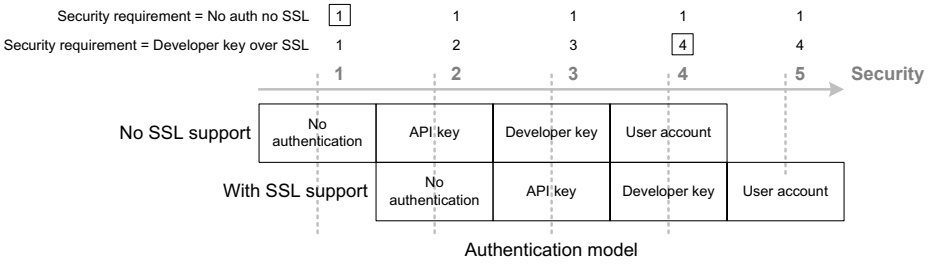 Security requirement = No auth no SSL 1 1 1 1 1
Security requirement = Developer key over SSL 1 2 3 4 4
1 2 3 4 5 Security
No SSL support
No
authentication
API key
Developer key
User account
With SSL support
No
authentication
API key
Developer key
User account
Authentication model